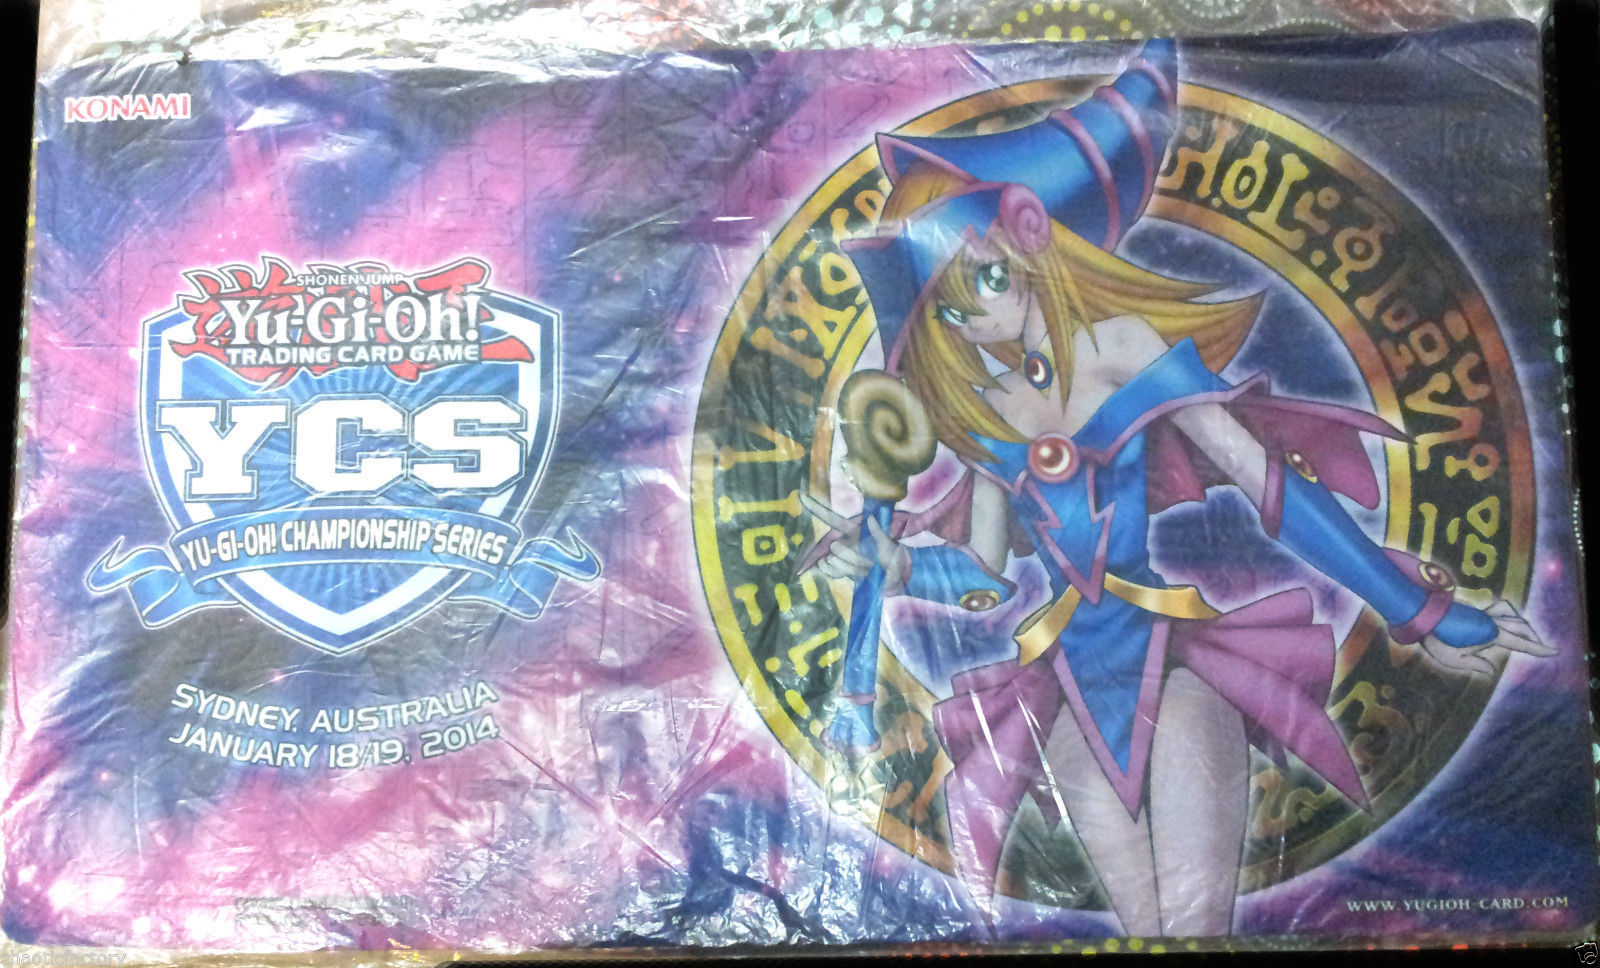 KONAMI
SHONEN JUMP
Yu-Gi-Oh!
TRADING CARD GAME
YCS
YU-GI-OH! CHAMPIONSHIP SERIES
SYDNEY, AUSTRALIA
JANUARY 18/19, 2014
WWW.YUGIOH-CARD.COM
chaoticfactory